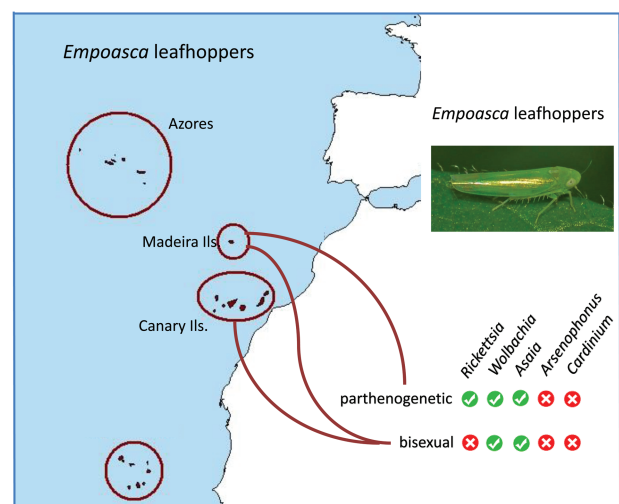 Empoasca leafhoppers
Azores
Madeira Ils
Canary Ils.
Empoasca leafhoppers
Rickettsia
Wolbachia
Asaia
Arsenophonus
Cardinium
parthenogenetic
bisexual